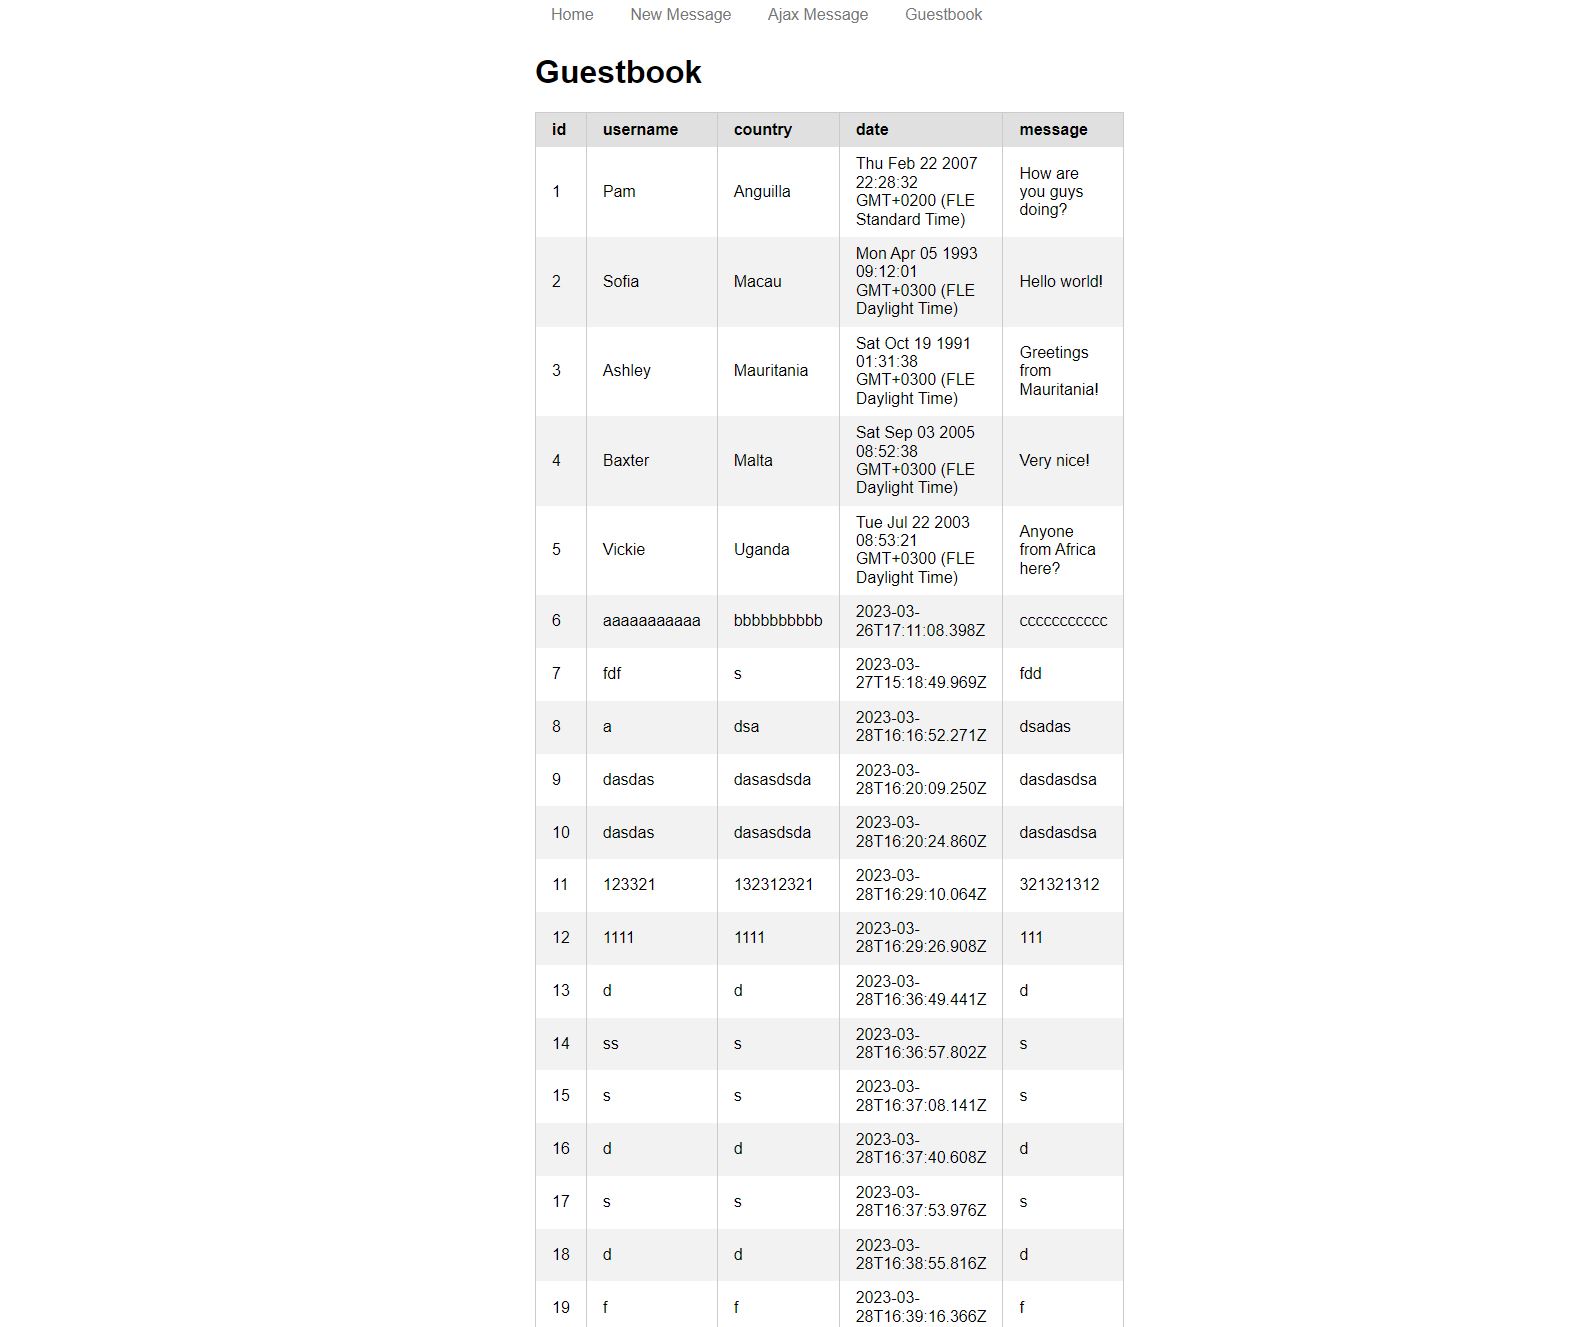 Home New Message Ajax Message Guestbook
Guestbook
id username country date message
1 Pam Anguilla Thu Feb 22 2007
22:28:32
GMT+0200 (FLE
Standard Time) How are
you guys
doing?
2 Sofia Macau Mon Apr 05 1993
09:12:01
GMT+0300 (FLE
Daylight Time) Hello world!
3 Ashley Mauritania Sat Oct 19 1991
01:31:38
GMT+0300 (FLE
Daylight Time) Greetings
from
Mauritania!
4 Baxter Malta Sat Sep 03 2005
08:52:38
GMT+0300 (FLE
Daylight Time) Very nice!
5 Vickie Uganda Tue Jul 22 2003
08:53:21
GMT+0300 (FLE
Daylight Time) Anyone
from Africa
here?
6 aaaaaaaaaaa bbbbbbbbbb 2023-03-
26T17:11:08.398Z ccccccccccc
7 fdf s 2023-03-
27T15:18:49.969Z fdd
8 a dsa 2023-03-
28T16:16:52.271Z dsadas
9 dasdas dasasdsda 2023-03-
28T16:20:09.250Z dasdasdsa
10 dasdas dasasdsda 2023-03-
28T16:20:24.860Z dasdasdsa
11 123321 132312321 2023-03-
28T16:29:10.064Z 321321312
12 1111 1111 2023-03-
28T16:29:26.908Z 111
13 d d 2023-03-
28T16:36:49.441Z d
14 ss s 2023-03-
28T16:36:57.802Z s
15 s s 2023-03-
28T16:37:08.141Z s
16 d d 2023-03-
28T16:37:40.608Z d
17 s s 2023-03-
28T16:37:53.976Z s
18 d d 2023-03-
28T16:38:55.816Z d
19 f f 2023-03-
28T16:39:16.366Z f